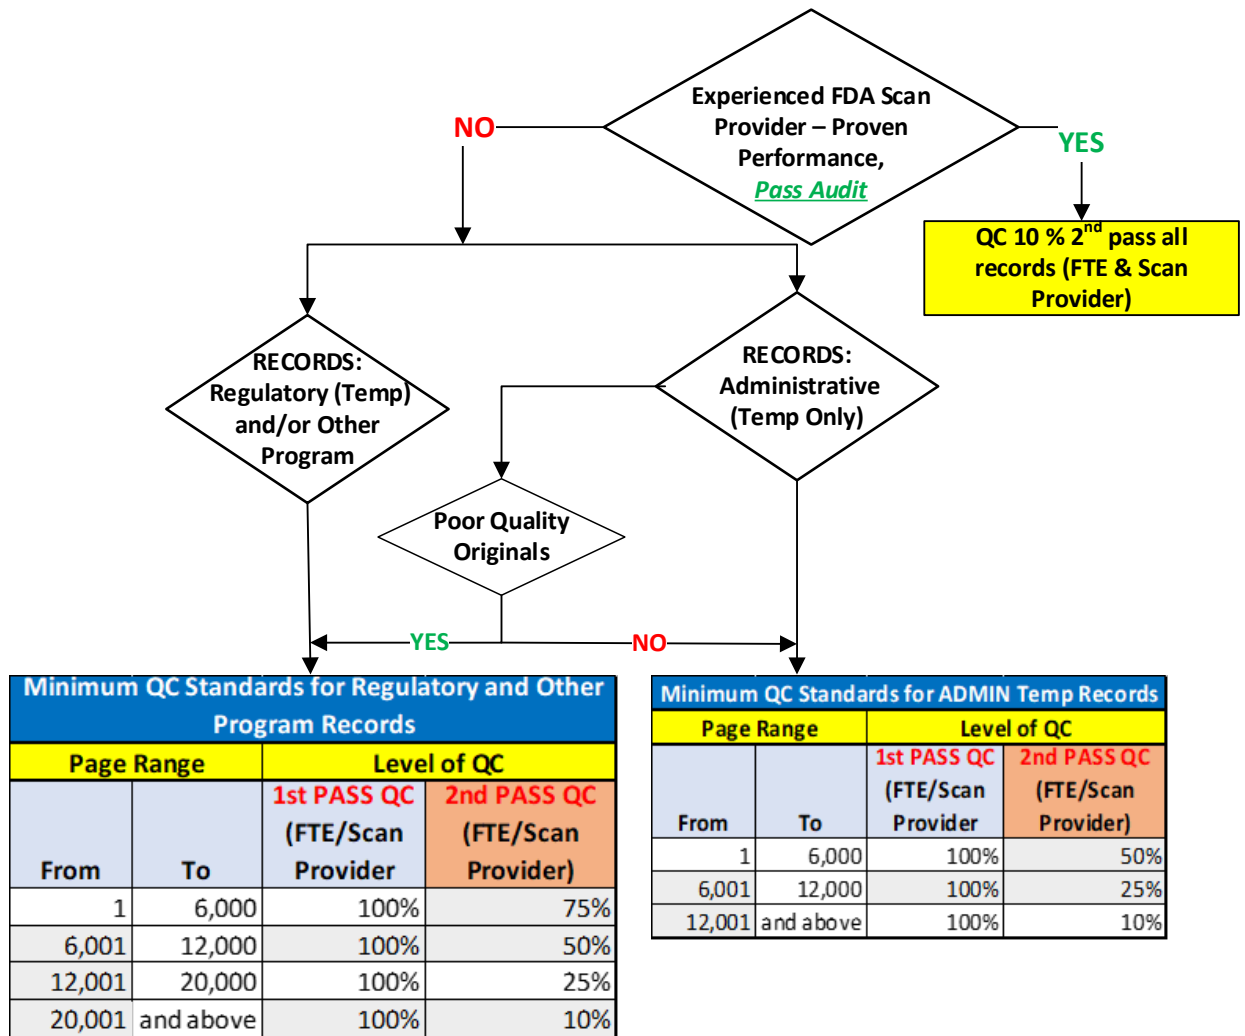 Experienced FDA Scan
Provider – Proven
Performance,
Pass Audit
NO
YES
QC 10 % 2nd pass all
records (FTE & Scan
Provider)
RECORDS:
Regulatory (Temp)
and/or Other
Program
RECORDS:
Administrative
(Temp Only)
Poor Quality
Originals
YES
NO
Minimum QC Standards for Regulatory and Other
Program Records
Page Range Level of QC
From To 1st PASS QC (FTE/Scan Provider 2nd PASS QC (FTE/Scan Provider)
1 6,000 100% 75%
6,001 12,000 100% 50%
12,001 20,000 100% 25%
20,001 and above 100% 10%
Minimum QC Standards for ADMIN Temp Records
Page Range Level of QC
From To 1st PASS QC (FTE/Scan Provider 2nd PASS QC (FTE/Scan Provider)
1 6,000 100% 50%
6,001 12,000 100% 25%
12,001 and above 100% 10%